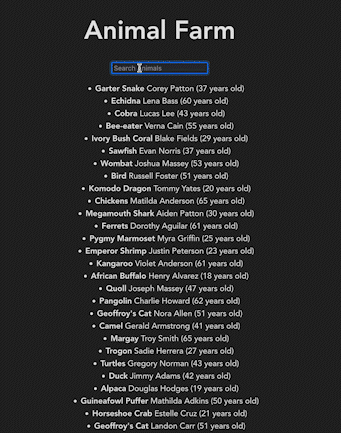 Animal Farm
Search Animals
• Garter Snake Corey Patton (37 years old)
• Echidna Lena Bass (60 years old)
• Cobra Lucas Lee (43 years old)
• Bee-eater Verna Cain (55 years old)
• Ivory Bush Coral Blake Fields (29 years old)
• Sawfish Evan Norris (37 years old)
• Wombat Joshua Massey (53 years old)
• Bird Russell Foster (51 years old)
• Komodo Dragon Tommy Yates (20 years old)
• Chickens Matilda Anderson (65 years old)
• Megamouth Shark Aiden Patton (30 years old)
• Ferrets Dorothy Aguilar (61 years old)
• Pygmy Marmoset Myra Griffin (25 years old)
• Emperor Shrimp Justin Peterson (23 years old)
• Kangaroo Violet Anderson (61 years old)
• African Buffalo Henry Alvarez (18 years old)
• Quoll Joseph Massey (47 years old)
• Pangolin Charlie Howard (62 years old)
• Geoffroy's Cat Nora Allen (51 years old)
• Camel Gerald Armstrong (41 years old)
• Margay Troy Smith (65 years old)
• Trogon Sadie Herrera (27 years old)
• Turtles Gregory Norman (43 years old)
• Duck Jimmy Adams (42 years old)
• Alpaca Douglas Hodges (19 years old)
• Guineafowl Puffer Mathilda Adkins (50 years old)
• Horseshoe Crab Estelle Cruz (21 years old)
• Geoffroy's Cat Landon Carr (51 years old)